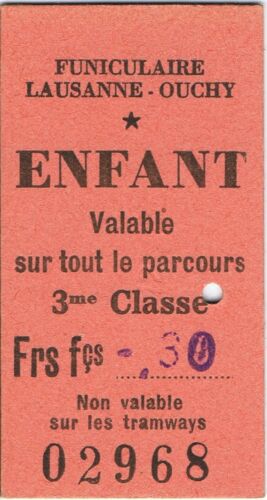 FUNICULAIRE
LAUSANNE - OUCHY
★
ENFANT
Valable
sur tout le parcours
3me Classe
Frs fçs -.30
Non valable
sur les tramways
02968